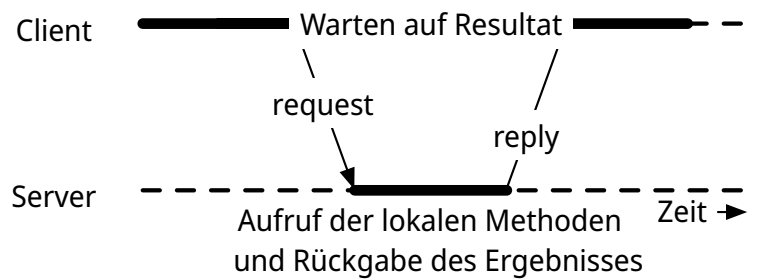 Client
Warten auf Resultat
request
reply
Server
Zeit
Aufruf der lokalen Methoden
und Rückgabe des Ergebnisses